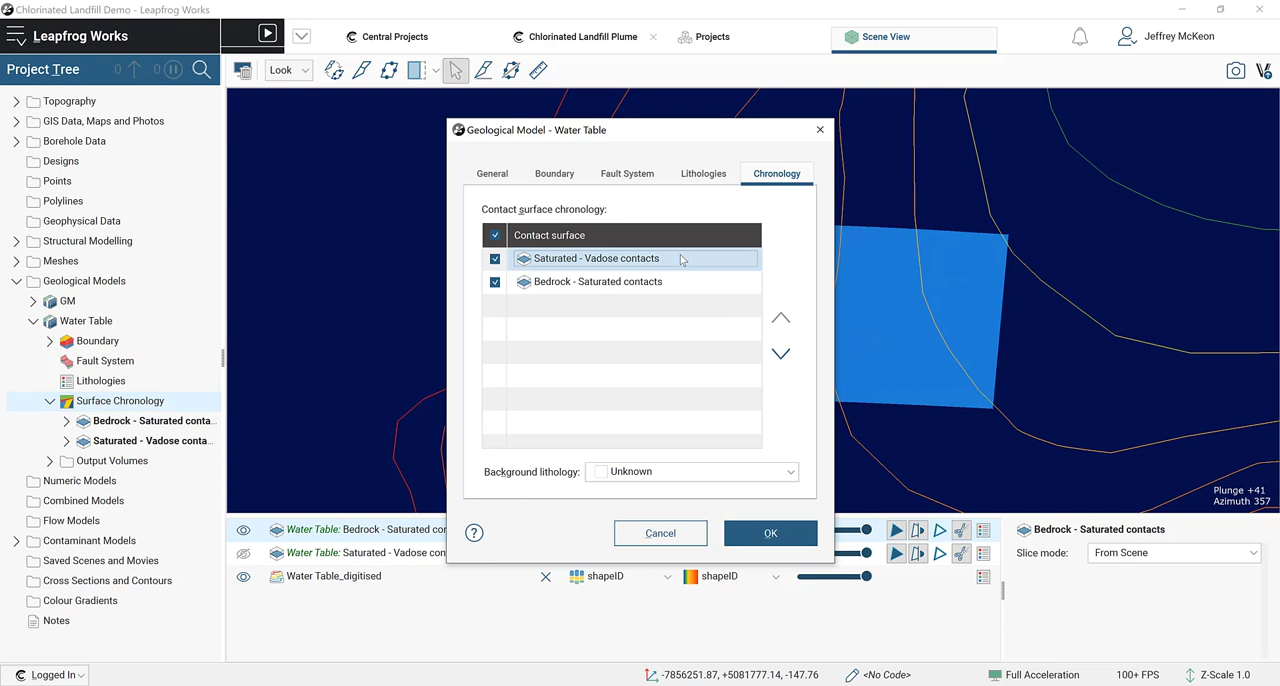 Chlorinated Landfill Demo - Leapfrog Works
Leapfrog Works
Central Projects
Chlorinated Landfill Plume
Projects
Scene View
Jeffrey McKeon
Project Tree
0
0
Look
Topography
GIS Data, Maps and Photos
Borehole Data
Designs
Points
Polylines
Geophysical Data
Structural Modelling
Meshes
Geological Models
GM
Water Table
Boundary
Fault System
Lithologies
Surface Chronology
Bedrock - Saturated conta...
Saturated - Vadose conta...
Output Volumes
Numeric Models
Combined Models
Flow Models
Contaminant Models
Saved Scenes and Movies
Cross Sections and Contours
Colour Gradients
Notes
Logged In
Geological Model - Water Table
General
Boundary
Fault System
Lithologies
Chronology
Contact surface chronology:
Contact surface
Saturated - Vadose contacts
Bedrock - Saturated contacts
Background lithology:
Unknown
?
Cancel
OK
Plunge +41
Azimuth 357
Water Table: Bedrock - Saturated con
Water Table: Saturated - Vadose con
Water Table_digitised
shapeID
shapeID
Bedrock - Saturated contacts
Slice mode:
From Scene
-7856251.87, +5081777.14, -147.76
<No Code>
Full Acceleration
100+ FPS
Z-Scale 1.0